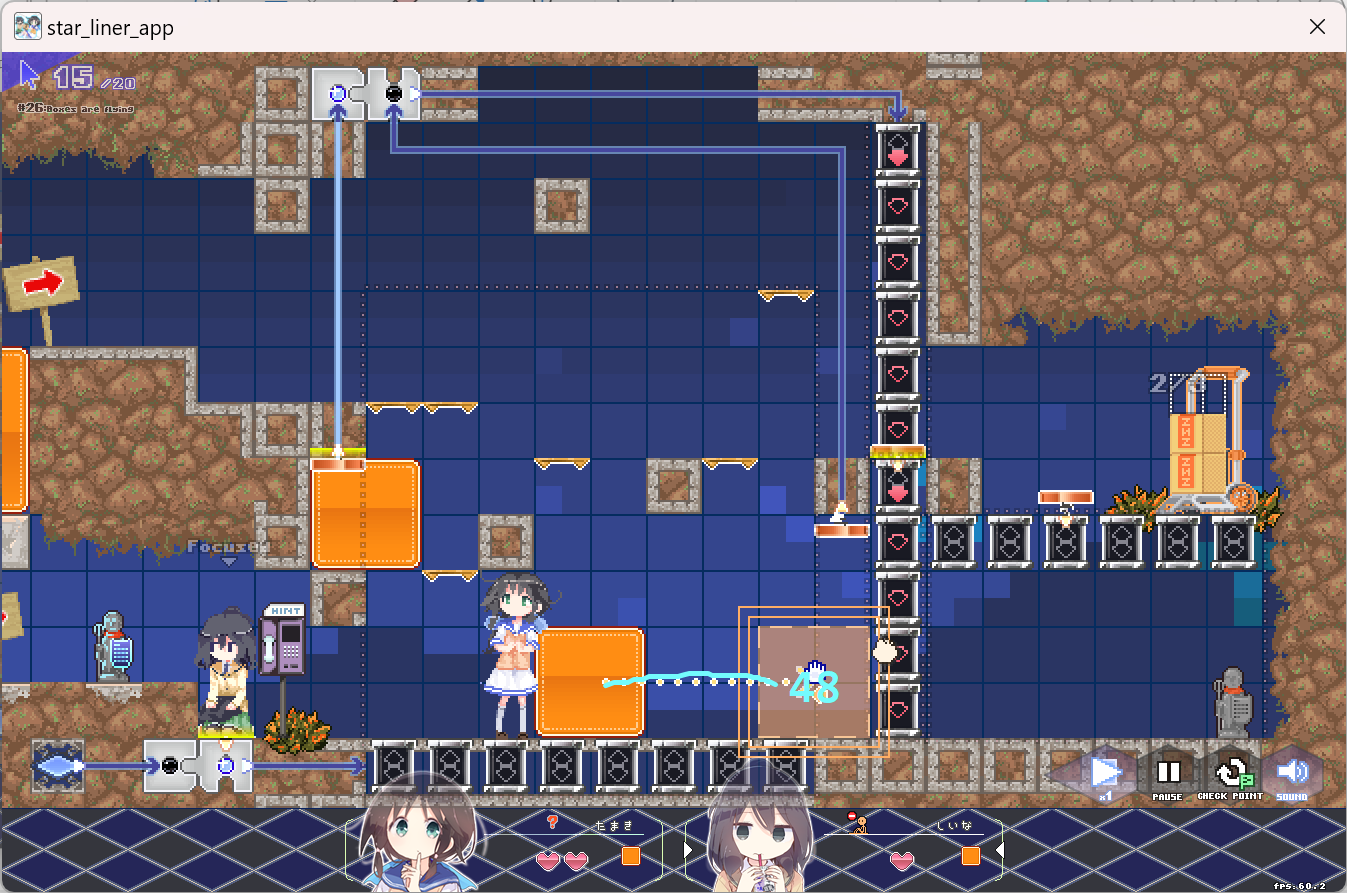 star_liner_app
15 /20
#26:Boxes are flying
2/3
Focused
HINT
48
x1
PAUSE
CHECK POINT
SOUND
たまき
しいな
fps:60.2